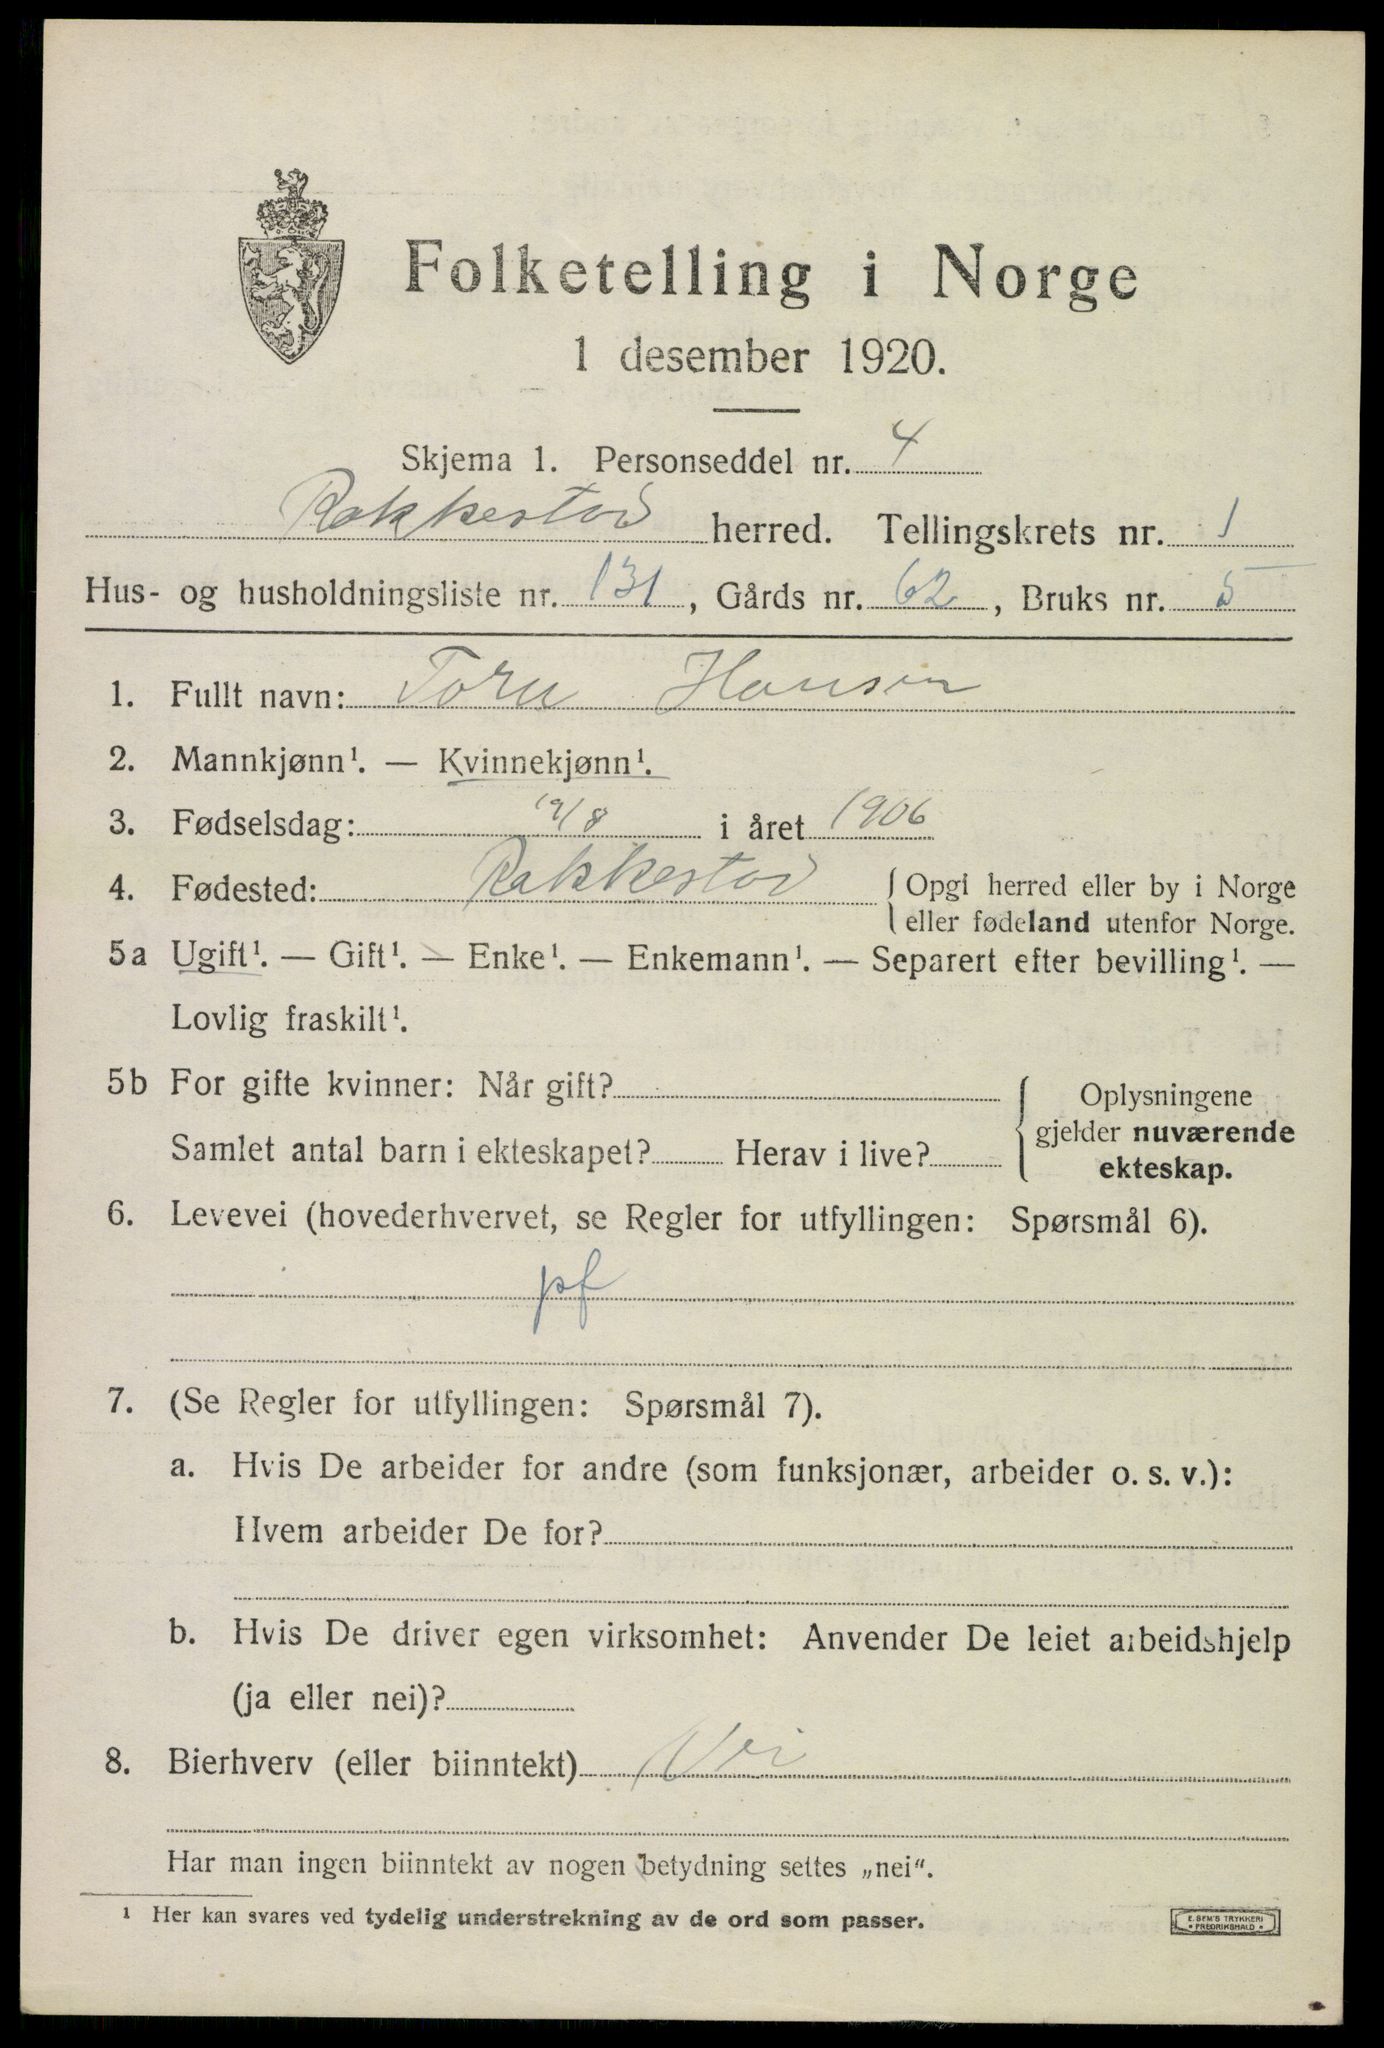 Folketelling i Norge
1 desember 1920.
Skjema 1. Personseddel nr. 4
Rakkestad herred. Tellingskrets nr. 1
Hus- og husholdningsliste nr. 131, Gårds nr. 62, Bruks nr. 5
1. Fullt navn: Tora Hansen
2. Mannkjønn¹. — Kvinnekjønn¹.
3. Fødselsdag: 19/8 i året 1906
4. Fødested: Rakkestad { Opgi herred eller by i Norge
eller fødeland utenfor Norge.
5a Ugift¹. — Gift¹. — Enke¹. — Enkemann¹. — Separert efter bevilling¹. —
Lovlig fraskilt¹.
5b For gifte kvinner: Når gift?
Samlet antal barn i ekteskapet? Herav i live?
{ Oplysningene
gjelder nuværende
ekteskap.
6. Levevei (hovederhvervet, se Regler for utfyllingen: Spørsmål 6).
pf
7. (Se Regler for utfyllingen: Spørsmål 7).
a. Hvis De arbeider for andre (som funksjonær, arbeider o. s. v.):
Hvem arbeider De for?
b. Hvis De driver egen virksomhet: Anvender De leiet arbeidshjelp
(ja eller nei)?
8. Bierhverv (eller biinntekt) Nei
Har man ingen biinntekt av nogen betydning settes „nei“.
¹ Her kan svares ved tydelig understrekning av de ord som passer.
E. SEM'S TRYKKERI
• FREDRIKSHALD •